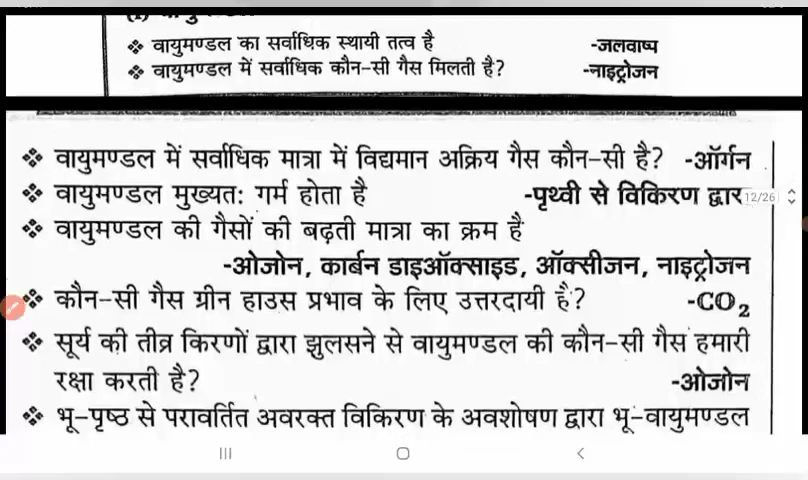 ❖ वायुमण्डल का सर्वाधिक स्थायी तत्व है -जलवाष्प
❖ वायुमण्डल में सर्वाधिक कौन-सी गैस मिलती है? -नाइट्रोजन
❖ वायुमण्डल में सर्वाधिक मात्रा में विद्यमान अक्रिय गैस कौन-सी है? -ऑर्गन
❖ वायुमण्डल मुख्यतः गर्म होता है -पृथ्वी से विकिरण द्वार
12/26
❖ वायुमण्डल की गैसों की बढ़ती मात्रा का क्रम है
-ओजोन, कार्बन डाइऑक्साइड, ऑक्सीजन, नाइट्रोजन
❖ कौन-सी गैस ग्रीन हाउस प्रभाव के लिए उत्तरदायी है? -CO₂
❖ सूर्य की तीव्र किरणों द्वारा झुलसने से वायुमण्डल की कौन-सी गैस हमारी
रक्षा करती है? -ओजोन
❖ भू-पृष्ठ से परावर्तित अवरक्त विकिरण के अवशोषण द्वारा भू-वायुमण्डल